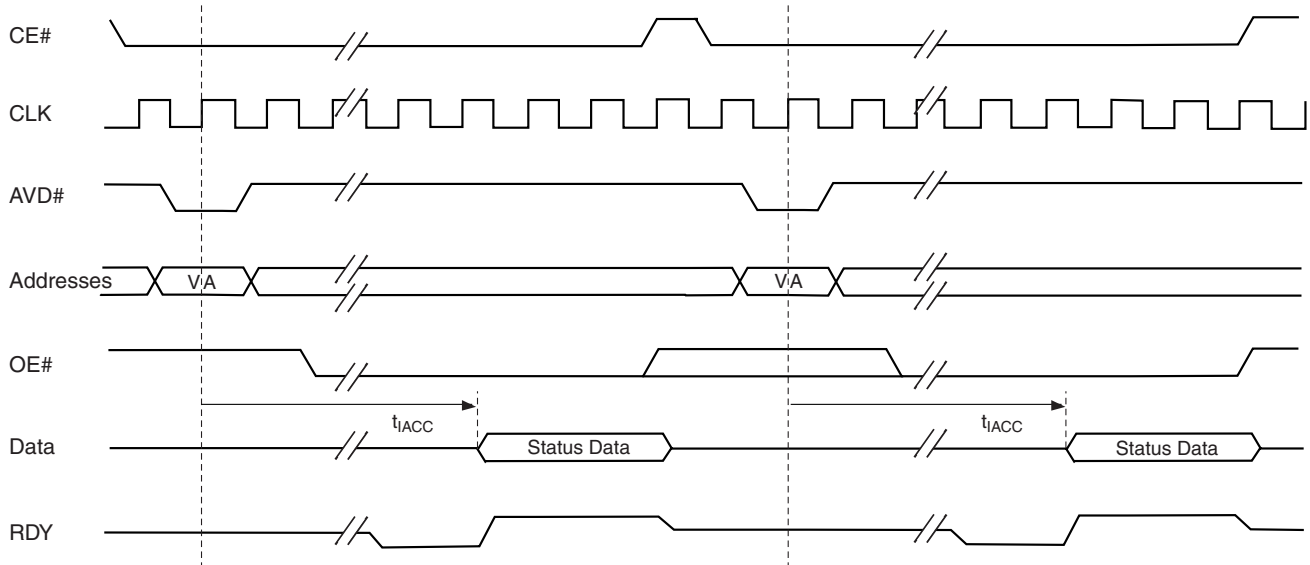 CE#
CLK
AVD#
Addresses
VA
VA
OE#
tIACC
tIACC
Data
Status Data
Status Data
RDY